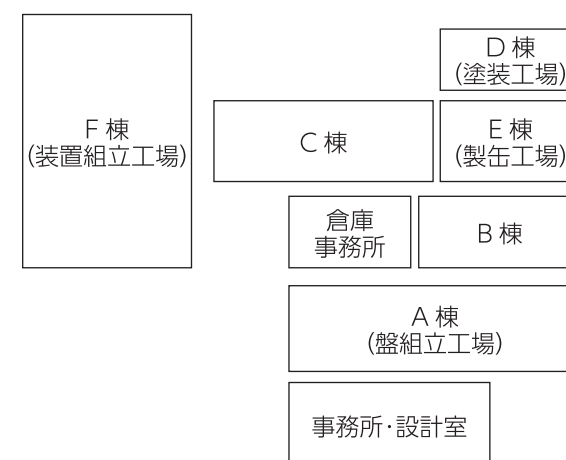 F棟
(装置組立工場)
D棟
(塗装工場)
C棟
E棟
(製缶工場)
倉庫
事務所
B棟
A棟
(盤組立工場)
事務所・設計室